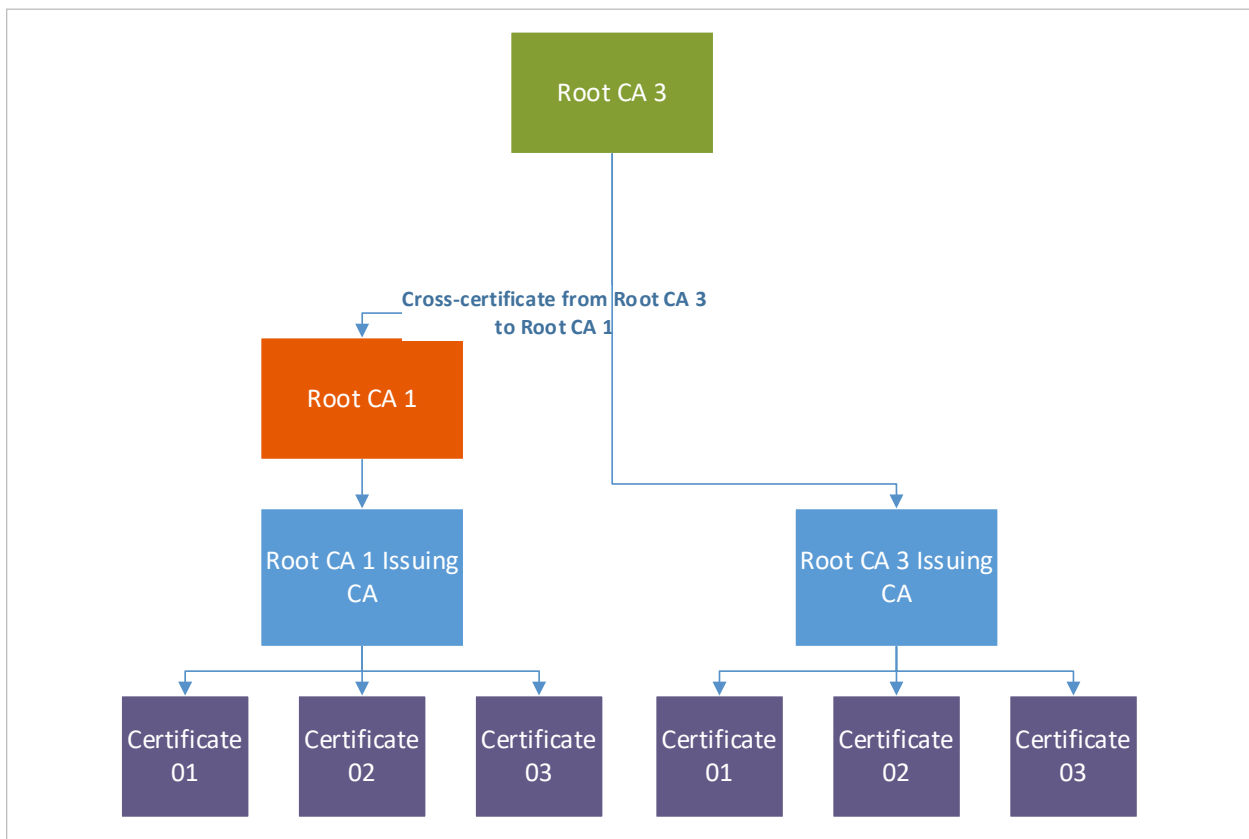 Root CA 3
Cross-certificate from Root CA 3
to Root CA 1
Root CA 1
Root CA 1 Issuing
CA
Root CA 3 Issuing
CA
Certificate
01
Certificate
02
Certificate
03
Certificate
01
Certificate
02
Certificate
03